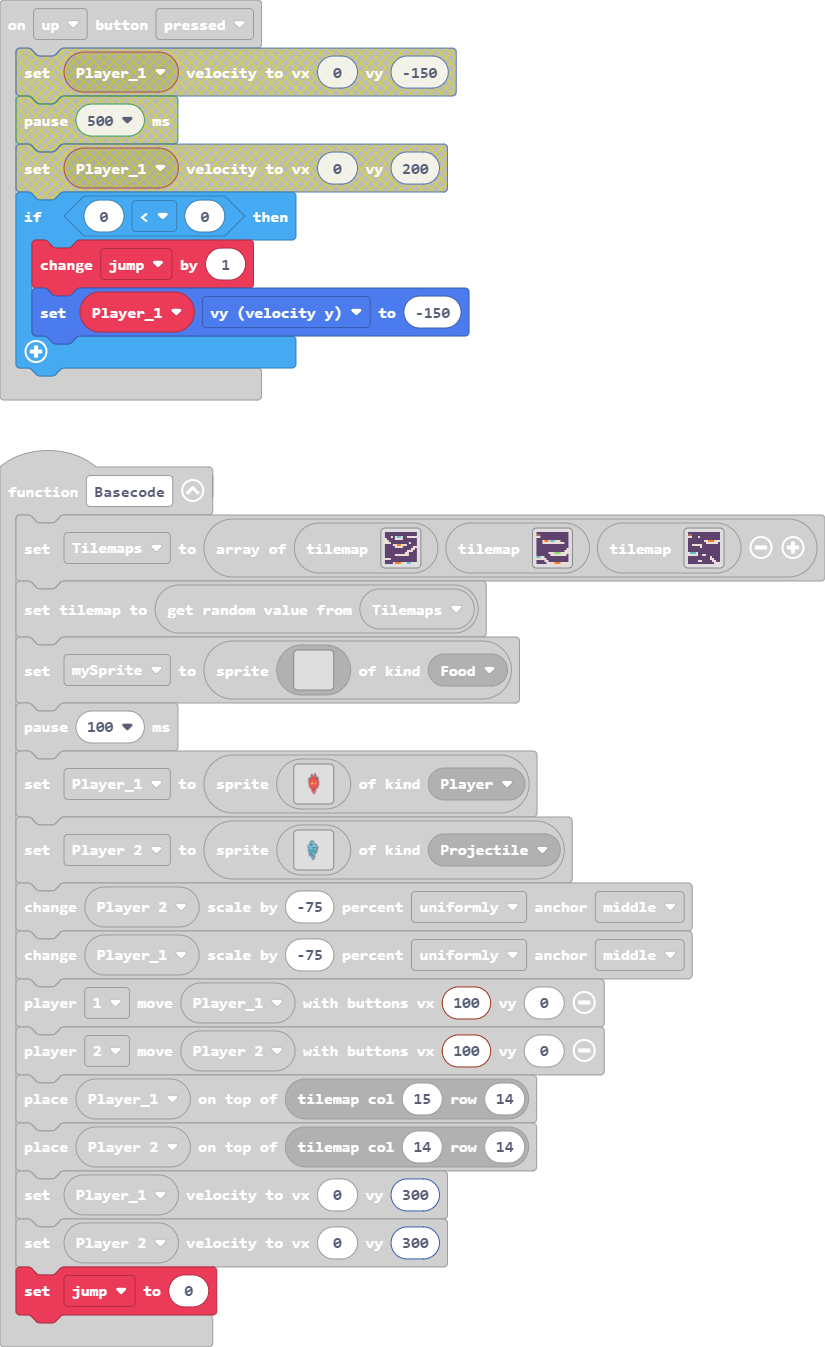 on up button pressed
set Player_1 velocity to vx 0 vy -150
pause 500 ms
set Player_1 velocity to vx 0 vy 200
if 0 < 0 then
change jump by 1
set Player_1 vy (velocity y) to -150
function Basecode
set Tilemaps to array of tilemap tilemap tilemap
set tilemap to get random value from Tilemaps
set mySprite to sprite of kind Food
pause 100 ms
set Player_1 to sprite of kind Player
set Player 2 to sprite of kind Projectile
change Player 2 scale by -75 percent uniformly anchor middle
change Player_1 scale by -75 percent uniformly anchor middle
player 1 move Player_1 with buttons vx 100 vy 0
player 2 move Player 2 with buttons vx 100 vy 0
place Player_1 on top of tilemap col 15 row 14
place Player 2 on top of tilemap col 14 row 14
set Player_1 velocity to vx 0 vy 300
set Player 2 velocity to vx 0 vy 300
set jump to 0